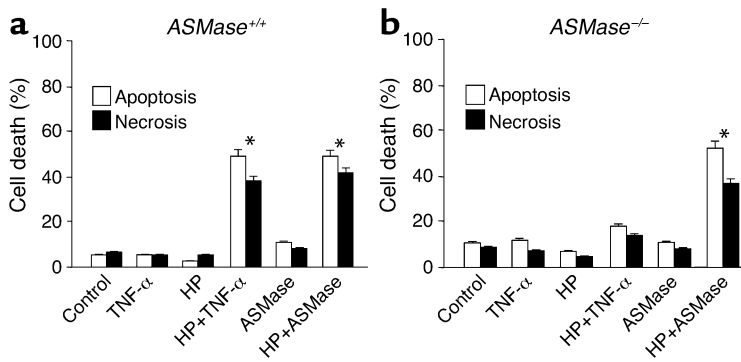 a
ASMase+/+
100
80
60
40
20
0
Cell death (%)
Apoptosis
Necrosis
*
*
Control
TNF-α
HP
HP+TNF-α
ASMase
HP+ASMase
b
ASMase−/−
100
80
60
40
20
0
Cell death (%)
Apoptosis
Necrosis
*
Control
TNF-α
HP
HP+TNF-α
ASMase
HP+ASMase